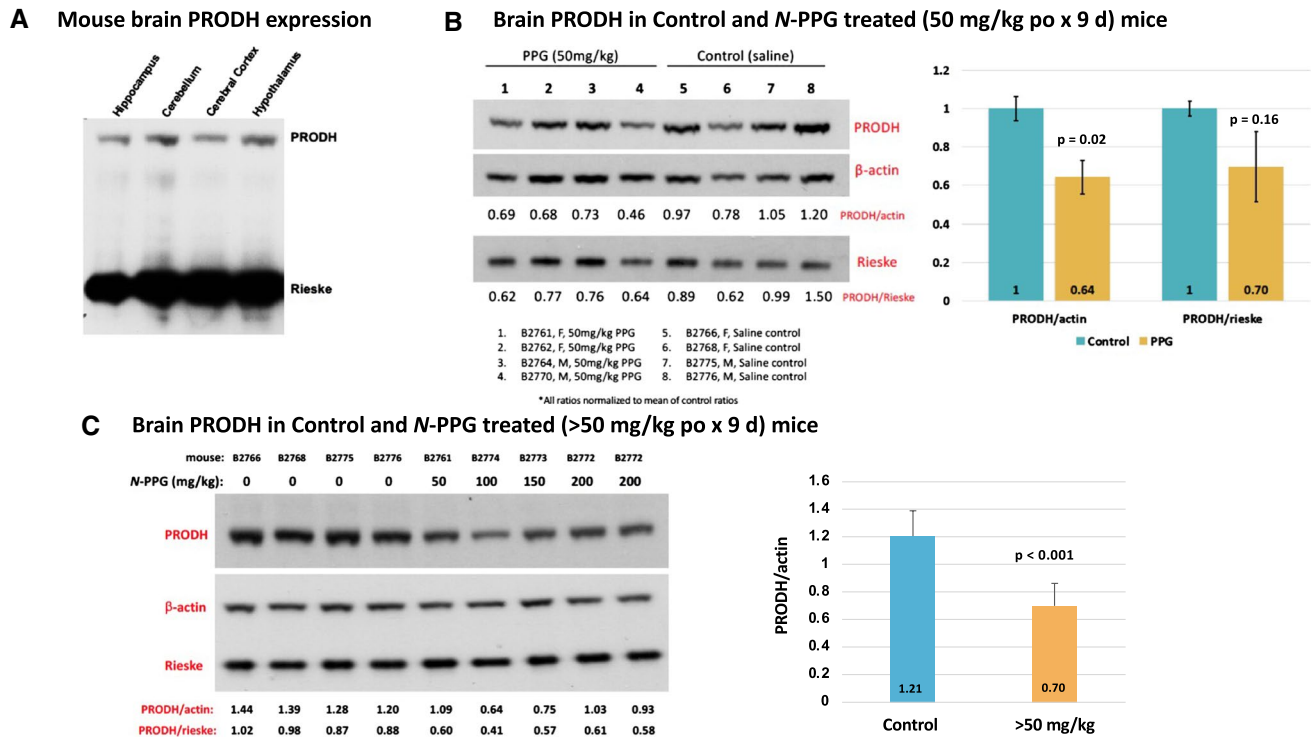 A Mouse brain PRODH expression
Hippocampus
Cerebellum
Cerebral Cortex
Hypothalamus
PRODH
Rieske
B Brain PRODH in Control and N-PPG treated (50 mg/kg po x 9 d) mice
PPG (50mg/kg) Control (saline)
1 2 3 4 5 6 7 8
PRODH
β-actin
0.69 0.68 0.73 0.46 0.97 0.78 1.05 1.20 PRODH/actin
Rieske
0.62 0.77 0.76 0.64 0.89 0.62 0.99 1.50 PRODH/Rieske
1. B2761, F, 50mg/kg PPG 5. B2766, F, Saline control
2. B2762, F, 50mg/kg PPG 6. B2768, F, Saline control
3. B2764, M, 50mg/kg PPG 7. B2775, M, Saline control
4. B2770, M, 50mg/kg PPG 8. B2776, M, Saline control
*All ratios normalized to mean of control ratios
1.2
1
0.8
0.6
0.4
0.2
0
p = 0.02
p = 0.16
1 0.64 1 0.70
PRODH/actin PRODH/rieske
Control PPG
C Brain PRODH in Control and N-PPG treated (>50 mg/kg po x 9 d) mice
mouse: B2766 B2768 B2775 B2776 B2761 B2774 B2773 B2772 B2772
N-PPG (mg/kg): 0 0 0 0 50 100 150 200 200
PRODH
β-actin
Rieske
PRODH/actin: 1.44 1.39 1.28 1.20 1.09 0.64 0.75 1.03 0.93
PRODH/rieske: 1.02 0.98 0.87 0.88 0.60 0.41 0.57 0.61 0.58
PRODH/actin
1.6
1.4
1.2
1
0.8
0.6
0.4
0.2
0
p < 0.001
1.21 0.70
Control >50 mg/kg